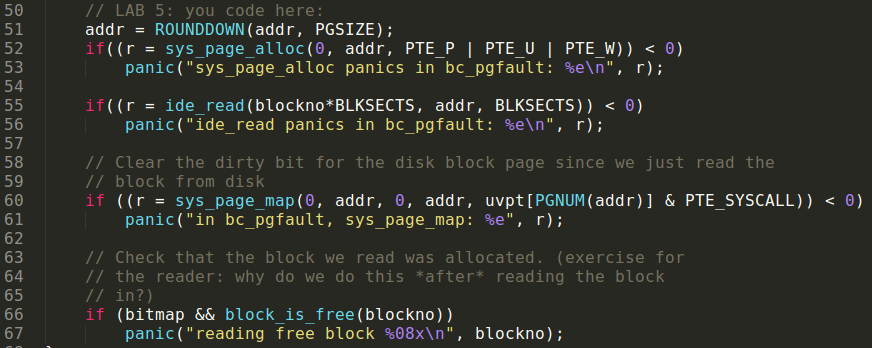 50 // LAB 5: you code here:
51 addr = ROUNDDOWN(addr, PGSIZE);
52 if((r = sys_page_alloc(0, addr, PTE_P | PTE_U | PTE_W)) < 0)
53 panic("sys_page_alloc panics in bc_pgfault: %e\n", r);
54
55 if((r = ide_read(blockno*BLKSECTS, addr, BLKSECTS)) < 0)
56 panic("ide_read panics in bc_pgfault: %e\n", r);
57
58 // Clear the dirty bit for the disk block page since we just read the
59 // block from disk
60 if ((r = sys_page_map(0, addr, 0, addr, uvpt[PGNUM(addr)] & PTE_SYSCALL)) < 0)
61 panic("in bc_pgfault, sys_page_map: %e", r);
62
63 // Check that the block we read was allocated. (exercise for
64 // the reader: why do we do this *after* reading the block
65 // in?)
66 if (bitmap && block_is_free(blockno))
67 panic("reading free block %08x\n", blockno);